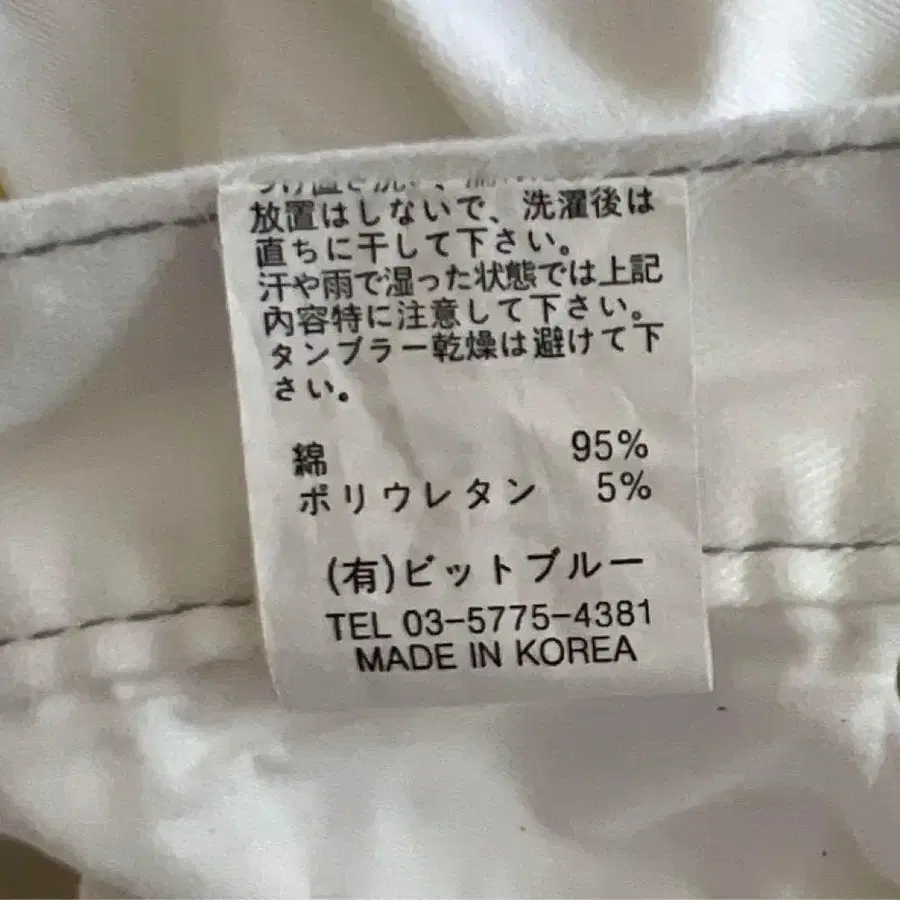 放置はしないで、洗濯後は
直ちに干して下さい。
汗や雨で湿った状態では上記
内容特に注意して下さい。
タンブラー乾燥は避けて下
さい。
綿 95%
ポリウレタン 5%
(有)ビットブルー
TEL 03-5775-4381
MADE IN KOREA